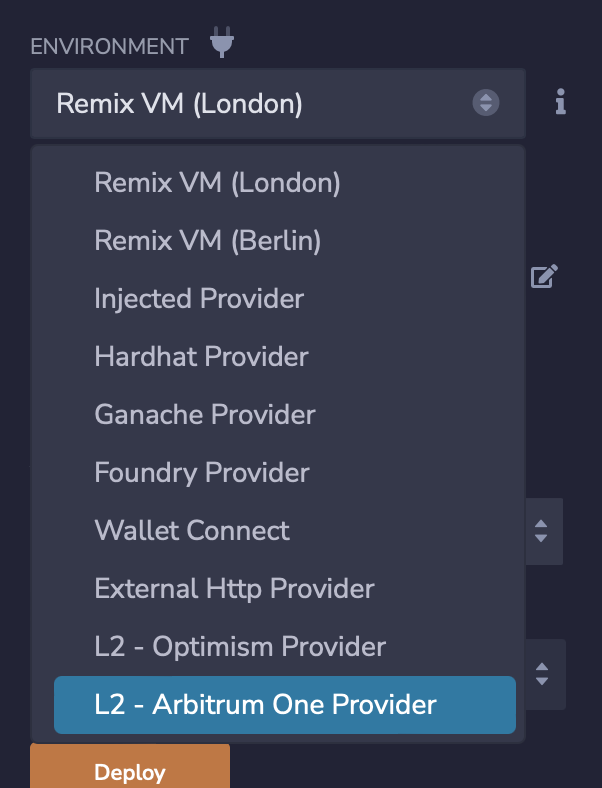 ENVIRONMENT
Remix VM (London)
Remix VM (London)
Remix VM (Berlin)
Injected Provider
Hardhat Provider
Ganache Provider
Foundry Provider
Wallet Connect
External Http Provider
L2 - Optimism Provider
L2 - Arbitrum One Provider
Deploy